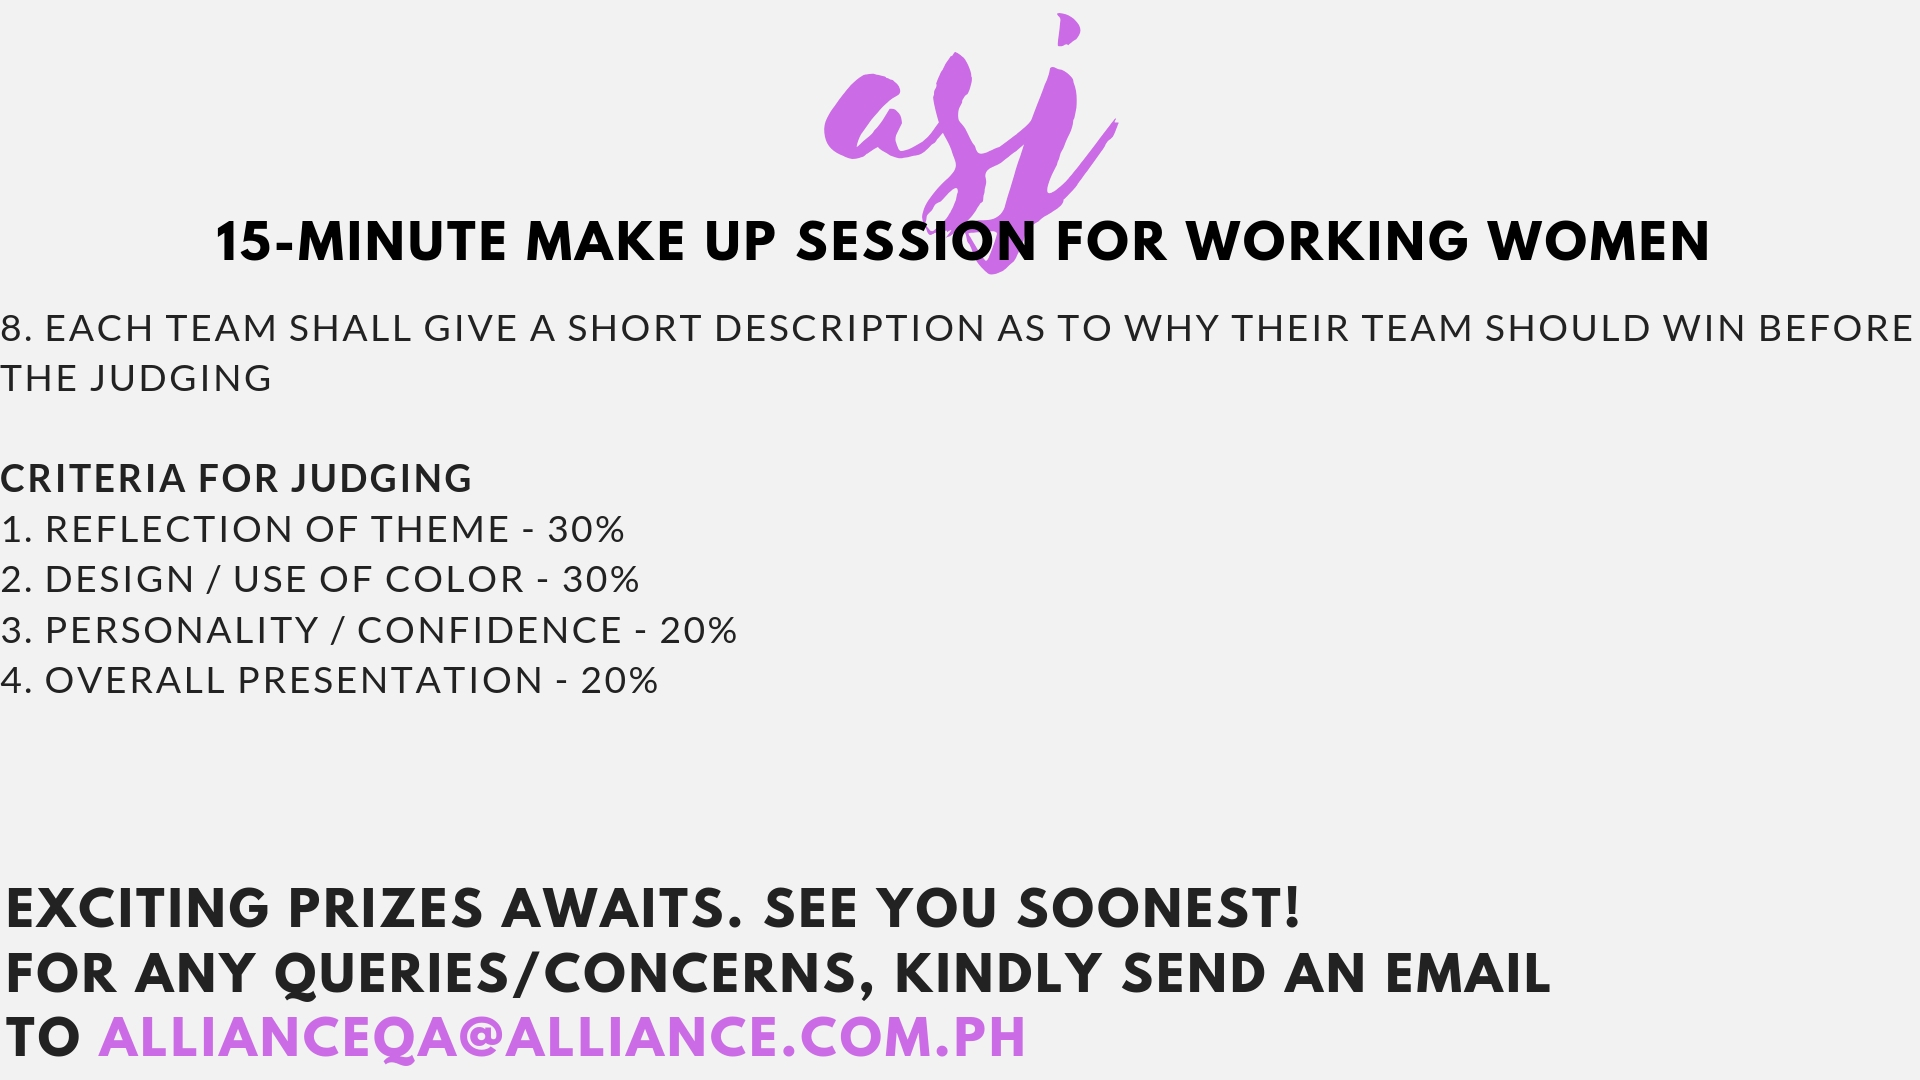 asj
15-MINUTE MAKE UP SESSION FOR WORKING WOMEN
8. EACH TEAM SHALL GIVE A SHORT DESCRIPTION AS TO WHY THEIR TEAM SHOULD WIN BEFORE
THE JUDGING
CRITERIA FOR JUDGING
1. REFLECTION OF THEME - 30%
2. DESIGN / USE OF COLOR - 30%
3. PERSONALITY / CONFIDENCE - 20%
4. OVERALL PRESENTATION - 20%
EXCITING PRIZES AWAITS. SEE YOU SOONEST!
FOR ANY QUERIES/CONCERNS, KINDLY SEND AN EMAIL
TO ALLIANCEQA@ALLIANCE.COM.PH